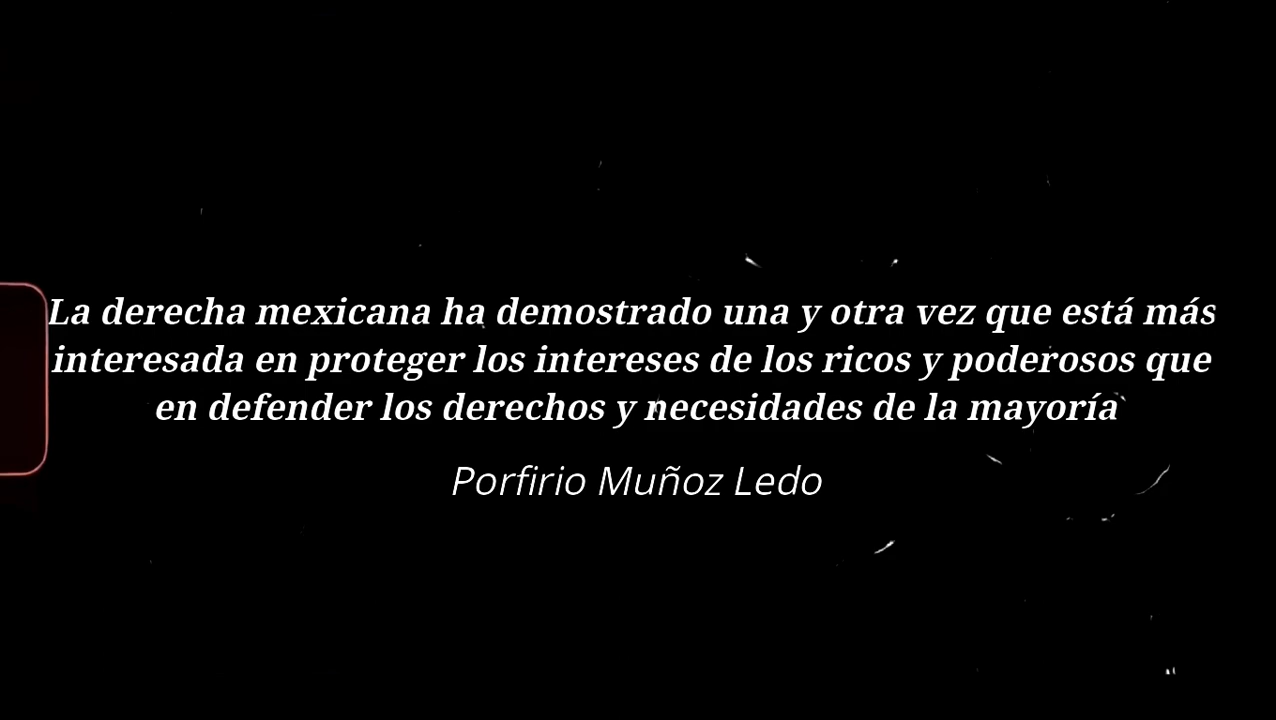 La derecha mexicana ha demostrado una y otra vez que está más
interesada en proteger los intereses de los ricos y poderosos que
en defender los derechos y necesidades de la mayoría
Porfirio Muñoz Ledo